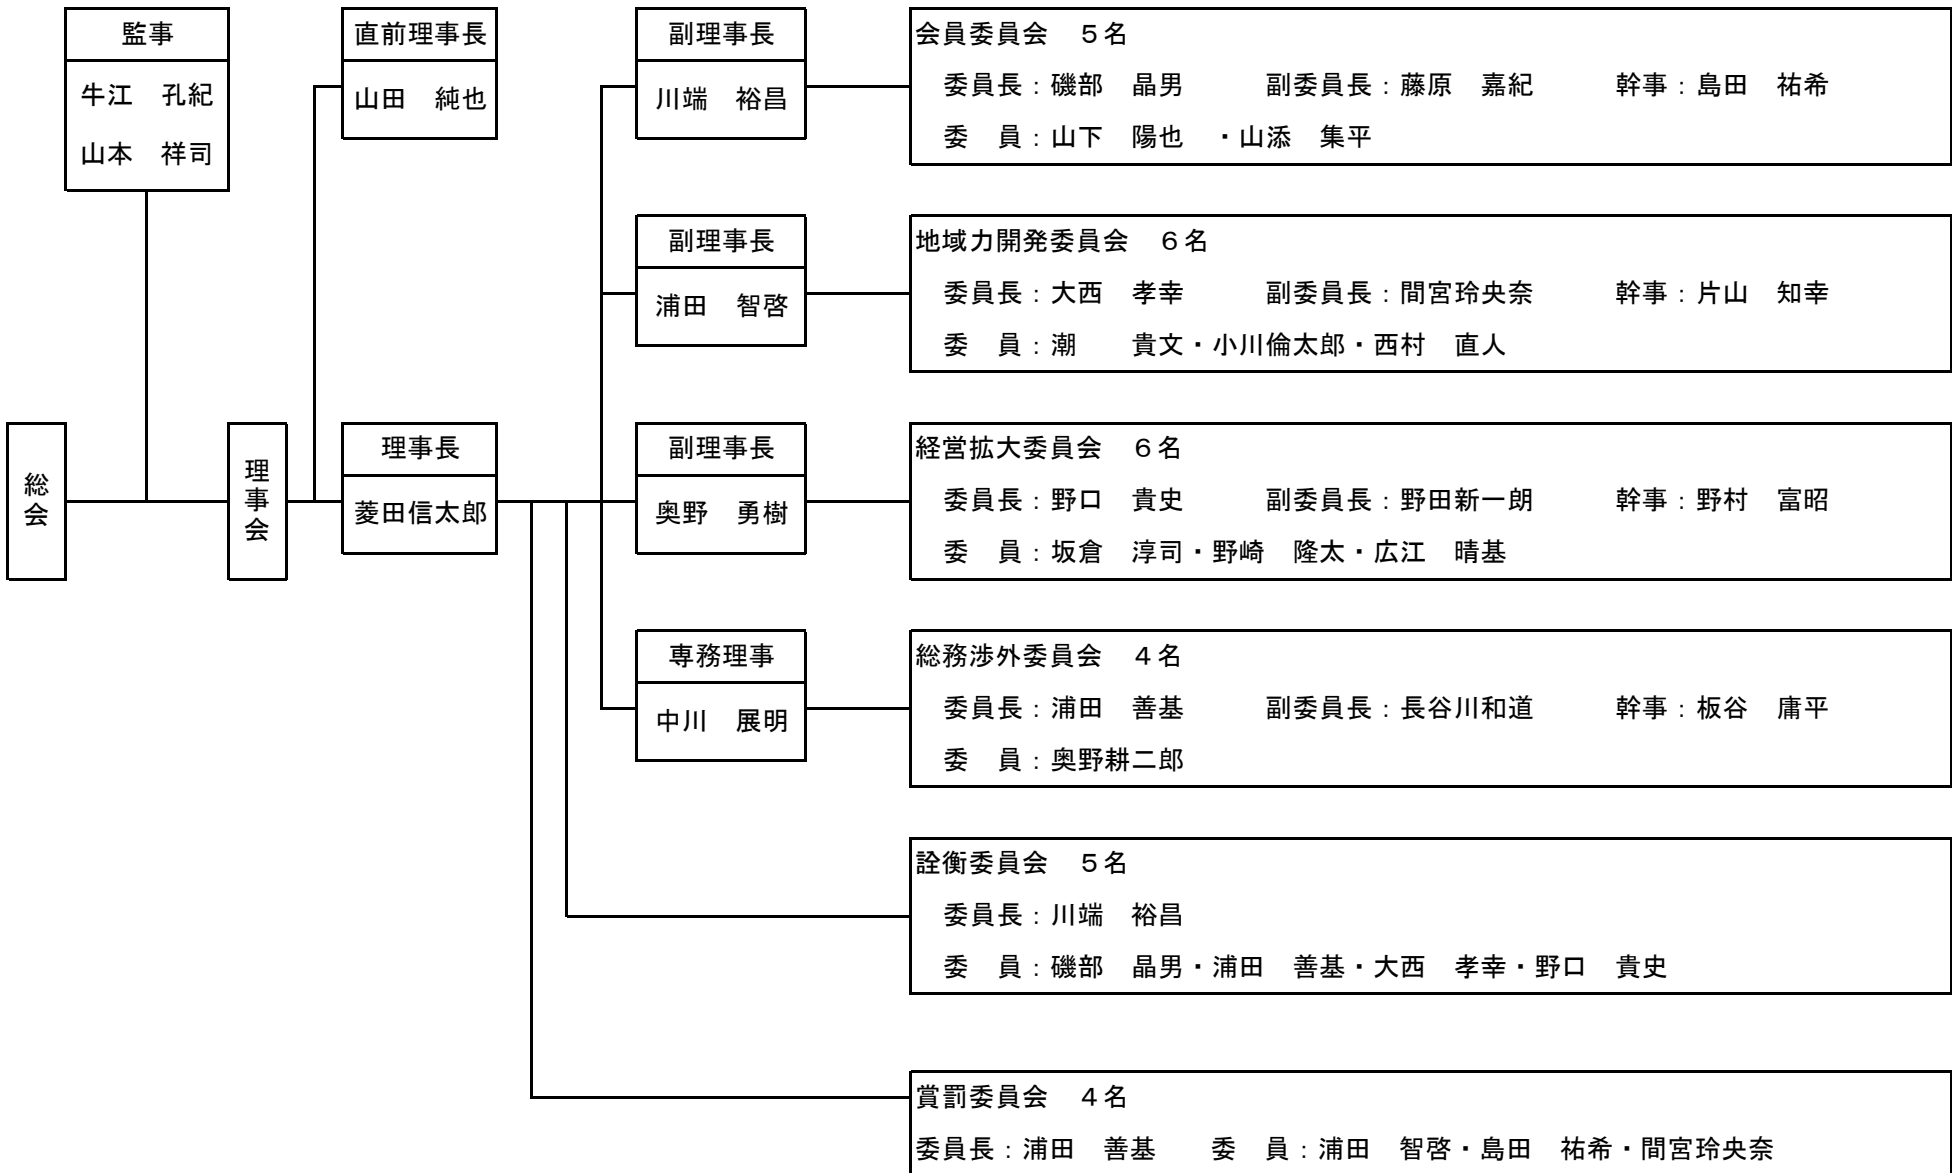 監事
牛江　孔紀
山本　祥司
直前理事長
山田　純也
総会
理事会
理事長
菱田信太郎
副理事長
川端　裕昌
会員委員会　５名
委員長：磯部　晶男　　　副委員長：藤原　嘉紀　　　幹事：島田　祐希
委　員：山下　陽也　・山添　集平
副理事長
浦田　智啓
地域力開発委員会　６名
委員長：大西　孝幸　　　副委員長：間宮玲央奈　　　幹事：片山　知幸
委　員：潮　　貴文・小川倫太郎・西村　直人
副理事長
奥野　勇樹
経営拡大委員会　６名
委員長：野口　貴史　　　副委員長：野田新一朗　　　幹事：野村　富昭
委　員：坂倉　淳司・野崎　隆太・広江　晴基
専務理事
中川　展明
総務渉外委員会　４名
委員長：浦田　善基　　　副委員長：長谷川和道　　　幹事：板谷　庸平
委　員：奥野耕二郎
詮衡委員会　５名
委員長：川端　裕昌
委　員：磯部　晶男・浦田　善基・大西　孝幸・野口　貴史
賞罰委員会　４名
委員長：浦田　善基　　委　員：浦田　智啓・島田　祐希・間宮玲央奈